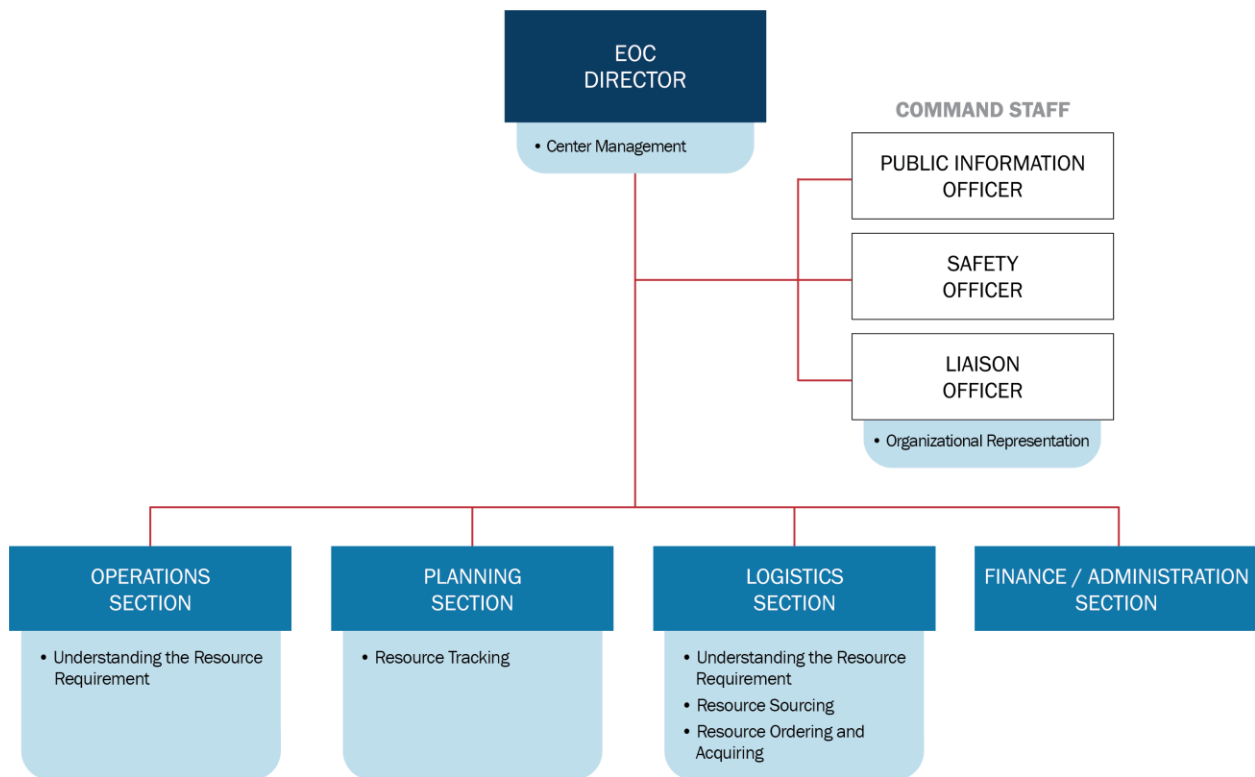 EOC
DIRECTOR
• Center Management
COMMAND STAFF
PUBLIC INFORMATION
OFFICER
SAFETY
OFFICER
LIAISON
OFFICER
• Organizational Representation
OPERATIONS
SECTION
• Understanding the Resource
Requirement
PLANNING
SECTION
• Resource Tracking
LOGISTICS
SECTION
• Understanding the Resource
Requirement
• Resource Sourcing
• Resource Ordering and
Acquiring
FINANCE / ADMINISTRATION
SECTION